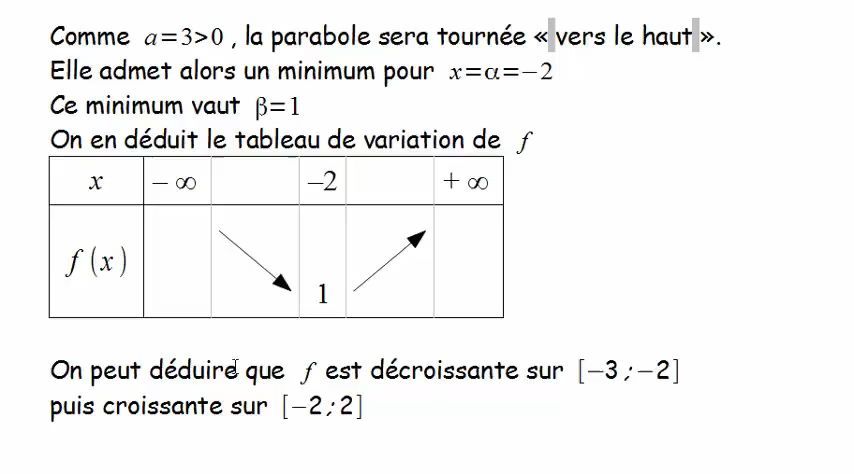 Comme a=3>0 , la parabole sera tournée « vers le haut ».
Elle admet alors un minimum pour x=α=−2
Ce minimum vaut β=1
On en déduit le tableau de variation de f
x −∞ −2 +∞
f(x) 1
On peut déduire que f est décroissante sur [−3 ;−2]
puis croissante sur [−2 ; 2]